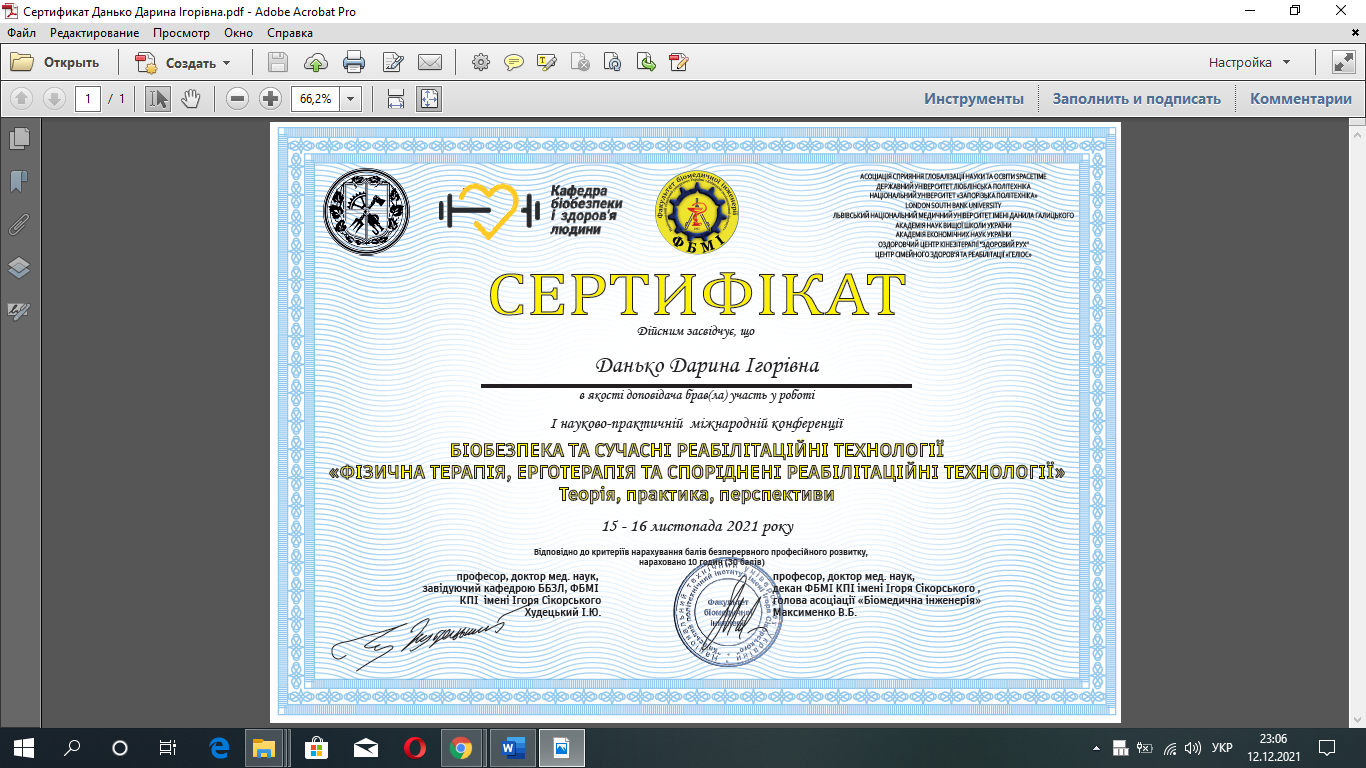 Сертификат Данько Дарина Ігорівна.pdf - Adobe Acrobat Pro
Файл Редактирование Просмотр Окно Справка
Открыть Создать Настройка
1 / 1 66,2% Инструменты Заполнить и подписать Комментарии
Кафедра
біобезпеки
і здоров'я
людини
Факультет біомедичної інженерії
ФБМІ
АСОЦІАЦІЯ СПРИЯННЯ ГЛОБАЛІЗАЦІЇ НАУКИ ТА ОСВІТИ SPACETIME
ДЕРЖАВНИЙ УНІВЕРСИТЕТ ЛЮБЛІНСЬКА ПОЛІТЕХНІКА
НАЦІОНАЛЬНИЙ УНІВЕРСИТЕТ «ЗАПОРІЗЬКА ПОЛІТЕХНІКА»
LONDON SOUTH BANK UNIVERSITY
ЛЬВІВСЬКИЙ НАЦІОНАЛЬНИЙ МЕДИЧНИЙ УНІВЕРСИТЕТ ІМЕНІ ДАНИЛА ГАЛИЦЬКОГО
АКАДЕМІЯ НАУК ВИЩОЇ ШКОЛИ УКРАЇНИ
АКАДЕМІЯ ЕКОНОМІЧНИХ НАУК УКРАЇНИ
ОЗДОРОВЧИЙ ЦЕНТР КІНЕЗІТЕРАПІЇ "ЗДОРОВИЙ РУХ"
ЦЕНТР СІМЕЙНОГО ЗДОРОВ'Я ТА РЕАБІЛІТАЦІЇ «ГЕЛІОС»
СЕРТИФІКАТ
Дійсним засвідчує, що
Данько Дарина Ігорівна
в якості доповідача брав(ла) участь у роботі
І науково-практичній міжнародній конференції
БІОБЕЗПЕКА ТА СУЧАСНІ РЕАБІЛІТАЦІЙНІ ТЕХНОЛОГІЇ
«ФІЗИЧНА ТЕРАПІЯ, ЕРГОТЕРАПІЯ ТА СПОРІДНЕНІ РЕАБІЛІТАЦІЙНІ ТЕХНОЛОГІЇ»
Теорія, практика, перспективи
15 - 16 листопада 2021 року
Відповідно до критеріїв нарахування балів безперервного професійного розвитку,
нараховано 10 годин (30 балів)
професор, доктор мед. наук,
завідуючий кафедрою ББЗЛ, ФБМІ
КПІ імені Ігоря Сікорського
Худецький І.Ю.
Факультет
біомедичної
інженерії
професор, доктор мед. наук,
декан ФБМІ КПІ імені Ігоря Сікорського ,
голова асоціації «Біомедична інженерія»
Максименко В.Б.
УКР
23:06
12.12.2021